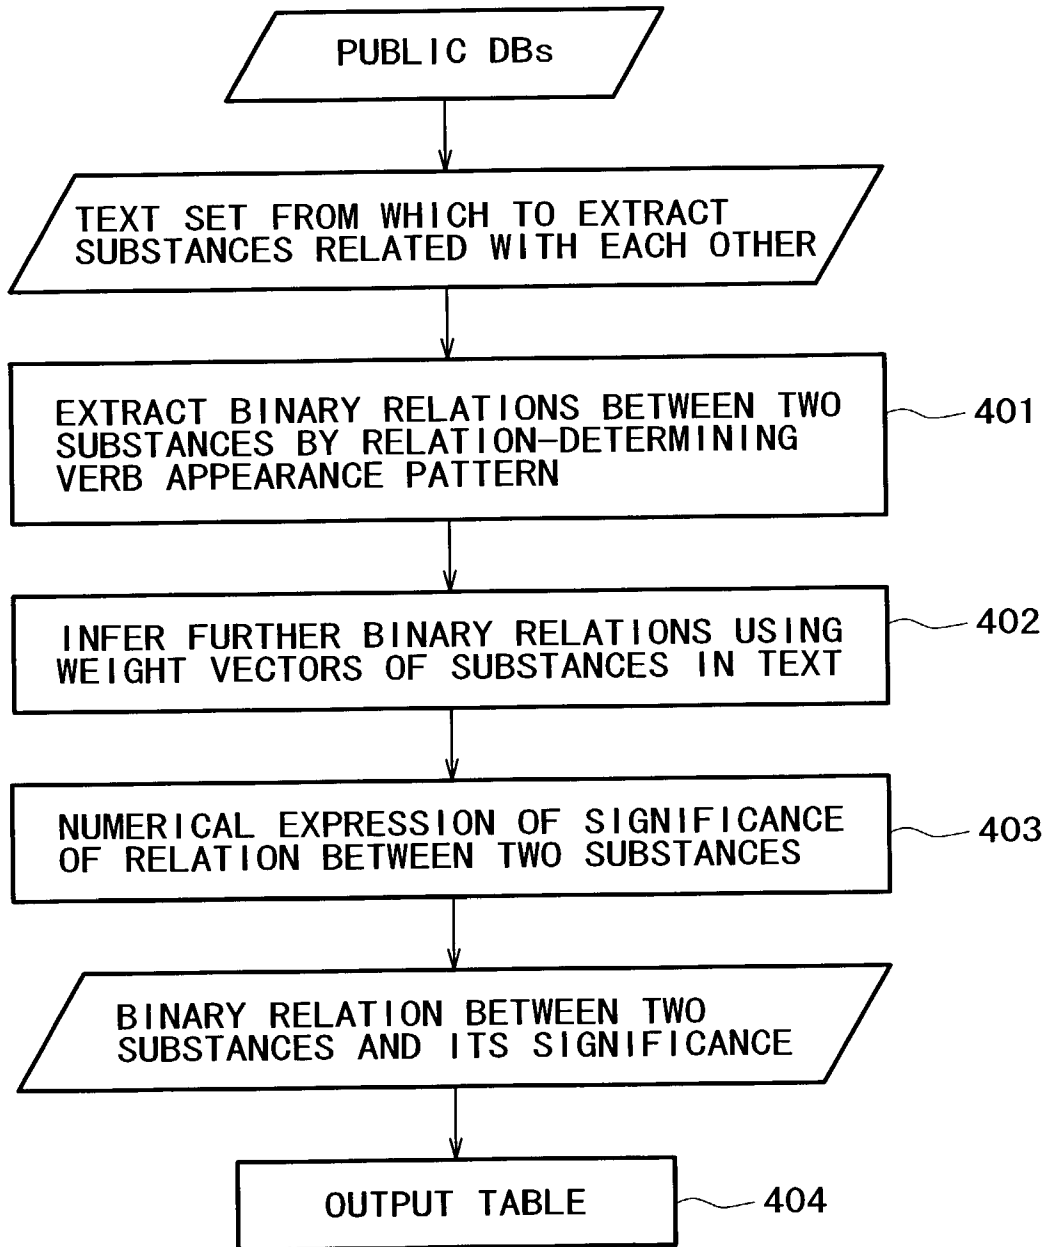 PUBLIC DBs
TEXT SET FROM WHICH TO EXTRACT
SUBSTANCES RELATED WITH EACH OTHER
EXTRACT BINARY RELATIONS BETWEEN TWO
SUBSTANCES BY RELATION-DETERMINING
VERB APPEARANCE PATTERN
401
INFER FURTHER BINARY RELATIONS USING
WEIGHT VECTORS OF SUBSTANCES IN TEXT
402
NUMERICAL EXPRESSION OF SIGNIFICANCE
OF RELATION BETWEEN TWO SUBSTANCES
403
BINARY RELATION BETWEEN TWO
SUBSTANCES AND ITS SIGNIFICANCE
OUTPUT TABLE
404